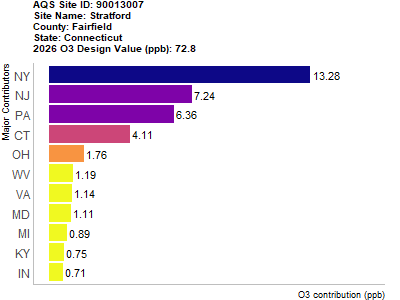 AQS Site ID: 90013007
Site Name: Stratford
County: Fairfield
State: Connecticut
2026 O3 Design Value (ppb): 72.8
Major Contributors
NY 13.28
NJ 7.24
PA 6.36
CT 4.11
OH 1.76
WV 1.19
VA 1.14
MD 1.11
MI 0.89
KY 0.75
IN 0.71
O3 contribution (ppb)